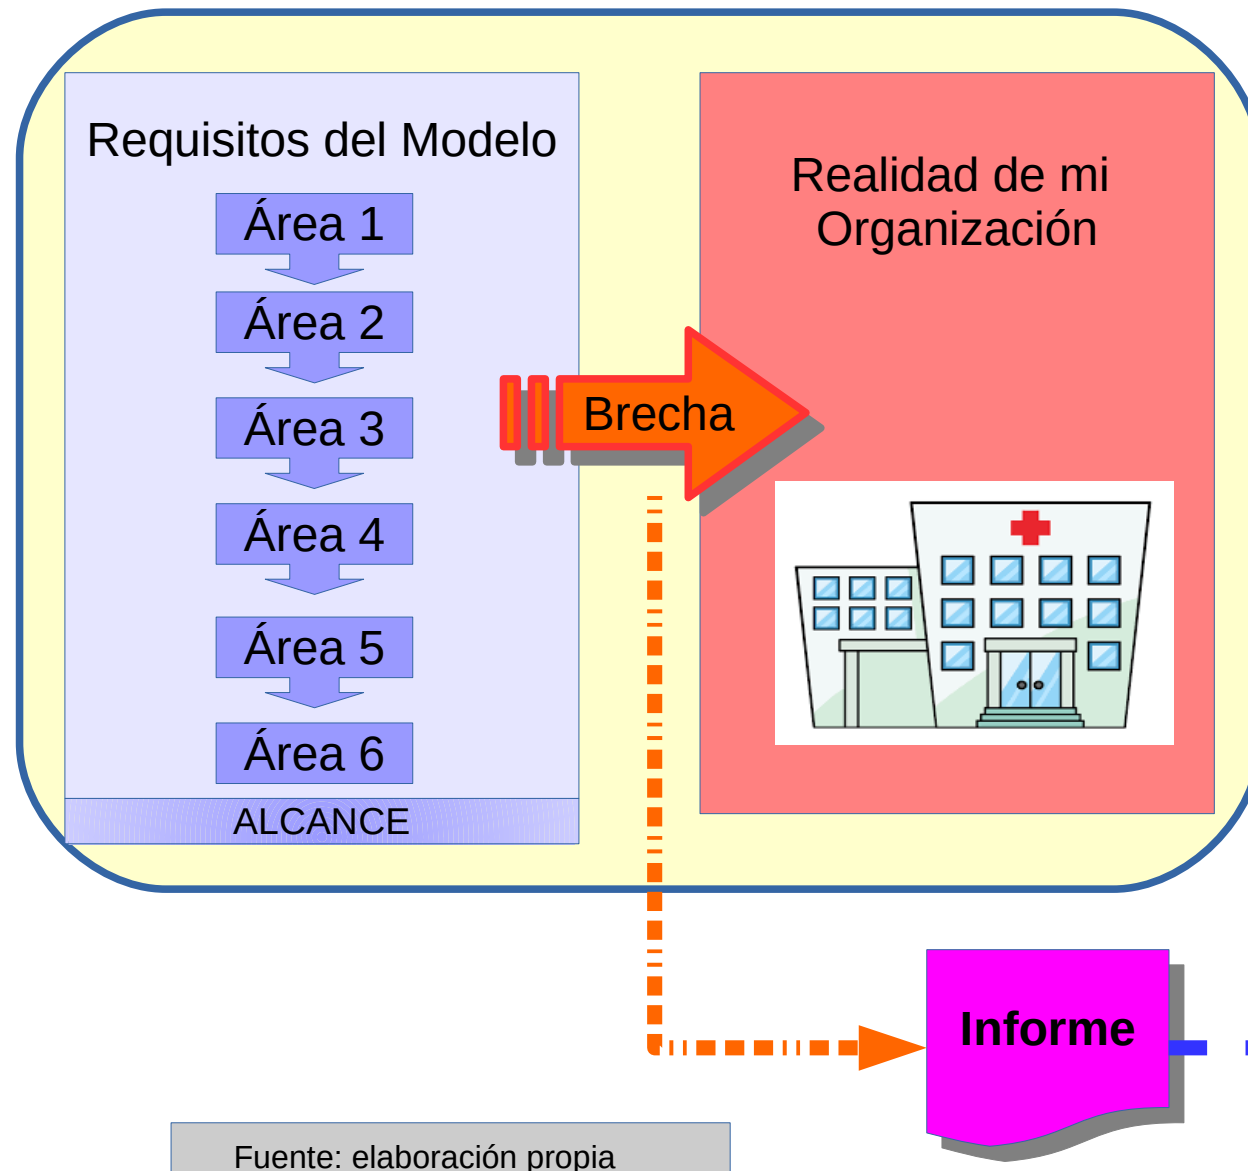 Requisitos del Modelo
Área 1
Área 2
Área 3
Área 4
Área 5
Área 6
ALCANCE
Brecha
Realidad de mi
Organización
Informe
Fuente: elaboración propia